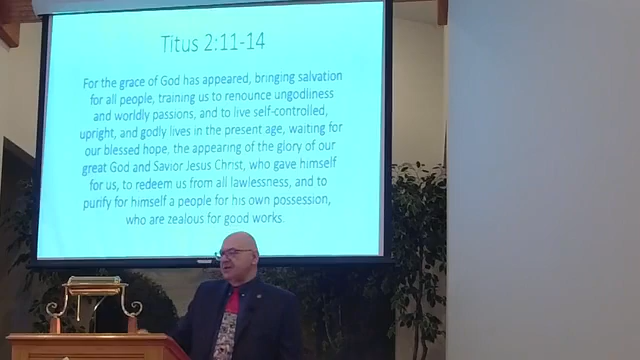 Titus 2:11-14
For the grace of God has appeared, bringing salvation
for all people, training us to renounce ungodliness
and worldly passions, and to live self-controlled,
upright, and godly lives in the present age, waiting for
our blessed hope, the appearing of the glory of our
great God and Savior Jesus Christ, who gave himself
for us, to redeem us from all lawlessness, and to
purify for himself a people for his own possession,
who are zealous for good works.